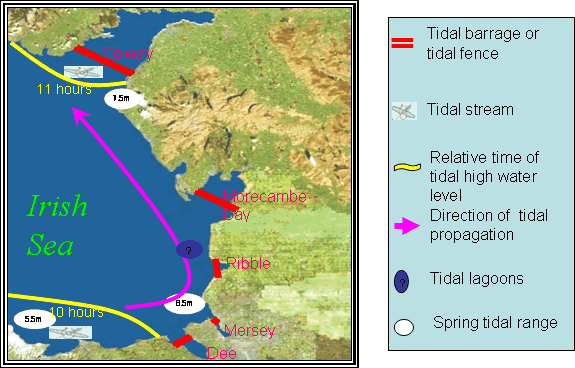 11 hours
7.5m
Morecambe
Bay
Irish
Sea
?
Ribble
10 hours
8.5m
5.5m
Mersey
Dee
Tidal barrage or
tidal fence
Tidal stream
Relative time of
tidal high water
level
Direction of tidal
propagation
?
Tidal lagoons
Spring tidal range